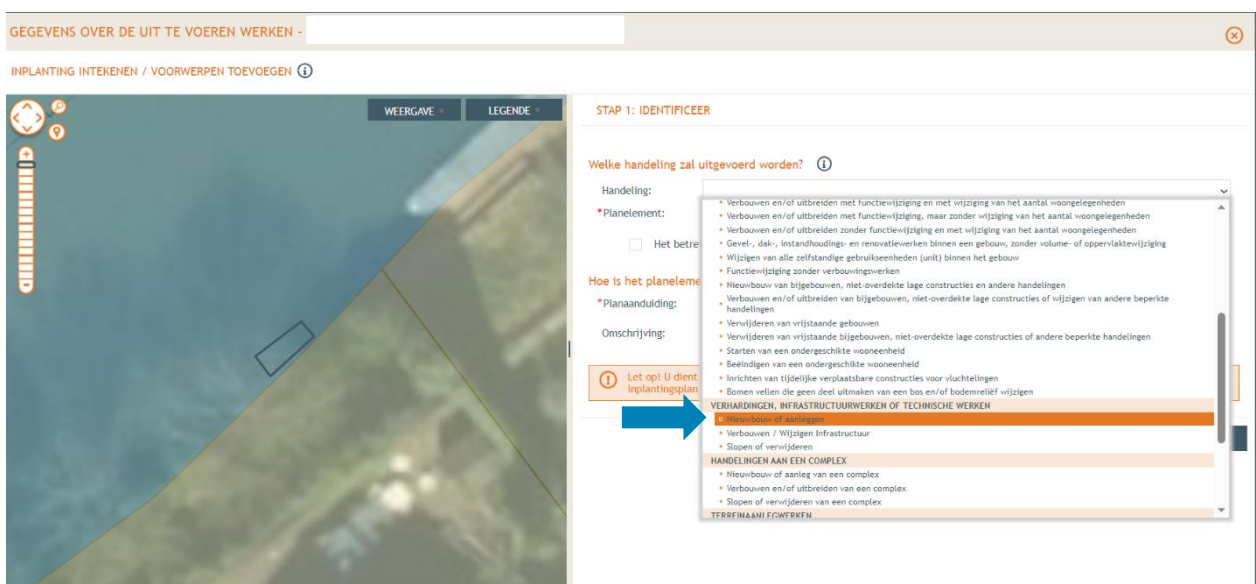 GEGEVENS OVER DE UIT TE VOEREN WERKEN -
INPLANTING INTEKENEN / VOORWERPEN TOEVOEGEN
WEERGAVE
LEGENDE
STAP 1: IDENTIFICEER
Welke handeling zal uitgevoerd worden?
Handeling:
*Planelement:
Het betre
Hoe is het planeleme
*Planaanduiding:
Omschrijving:
Let op! U dient
inplantingsplan
Verbouwen en/of uitbreiden met functiewijziging en met wijziging van het aantal woongelegenheden
Verbouwen en/of uitbreiden met functiewijziging, maar zonder wijziging van het aantal woongelegenheden
Verbouwen en/of uitbreiden zonder functiewijziging en met wijziging van het aantal woongelegenheden
Gevel-, dak-, instandhoudings- en renovatiewerken binnen een gebouw, zonder volume- of oppervlaktewijziging
Wijzigen van alle zelfstandige gebruikseenheden (unit) binnen het gebouw
Functiewijziging zonder verbouwingswerken
Nieuwbouw van bijgebouwen, niet-overdekte lage constructies en andere handelingen
Verbouwen en/of uitbreiden van bijgebouwen, niet-overdekte lage constructies of wijzigen van andere beperkte
handelingen
Verwijderen van vrijstaande gebouwen
Verwijderen van vrijstaande bijgebouwen, niet-overdekte lage constructies of andere beperkte handelingen
Starten van een ondergeschikte wooneenheid
Beëindigen van een ondergeschikte wooneenheid
Inrichten van tijdelijke verplaatsbare constructies voor vluchtelingen
Bomen vellen die geen deel uitmaken van een bos en/of bodemreliëf wijzigen
VERHARDINGEN, INFRASTRUCTUURWERKEN OF TECHNISCHE WERKEN
Nieuwbouw of aanleggen
Verbouwen / Wijzigen Infrastructuur
Slopen of verwijderen
HANDELINGEN AAN EEN COMPLEX
Nieuwbouw of aanleg van een complex
Verbouwen en/of uitbreiden van een complex
Slopen of verwijderen van een complex
TERREINAANLEGWERKEN